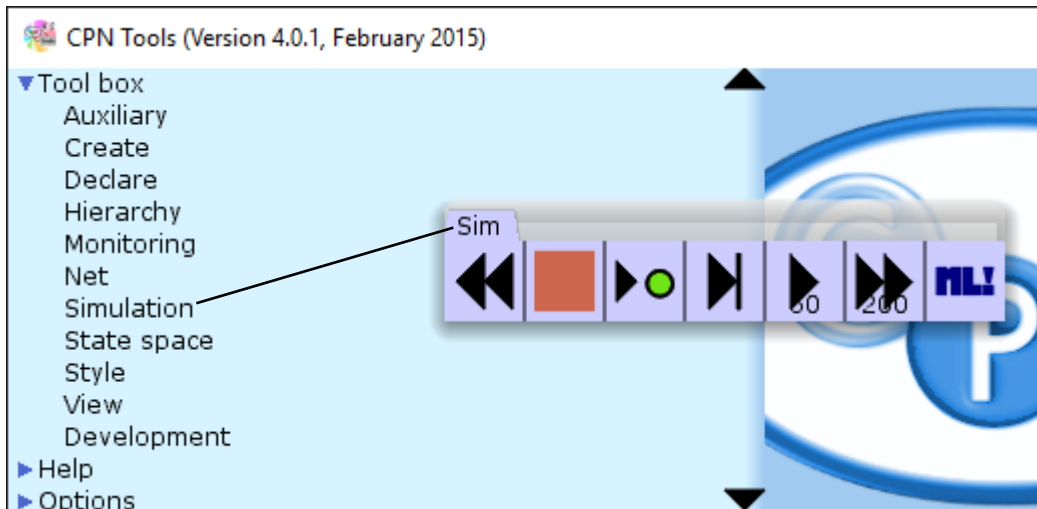 CPN Tools (Version 4.0.1, February 2015)
Tool box
Auxiliary
Create
Declare
Hierarchy
Monitoring
Net
Simulation
State space
Style
View
Development
Help
Options
Sim
50 200 ML!
C P